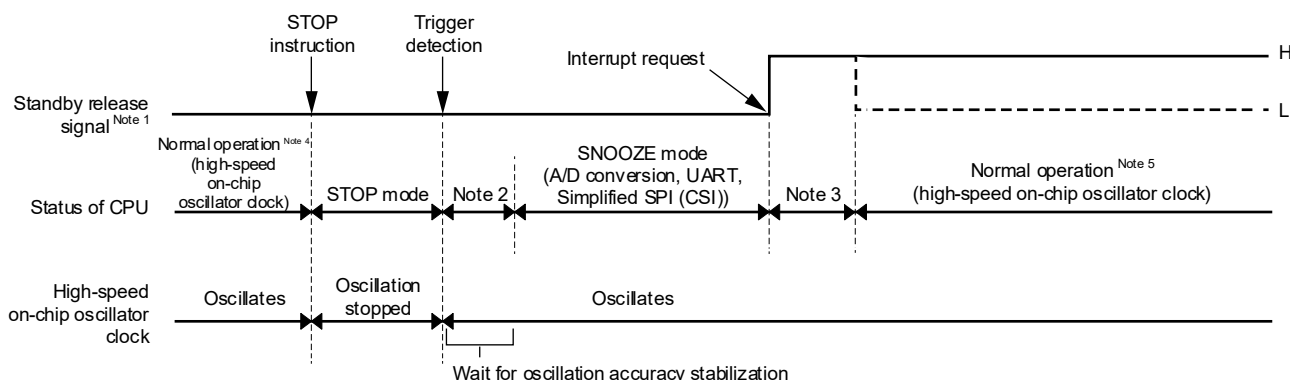 STOP
instruction
Trigger
detection
Interrupt request
H
L
Standby release
signal Note 1
Normal operation Note 4
(high-speed
on-chip
oscillator clock)
STOP mode
Note 2
SNOOZE mode
(A/D conversion, UART,
Simplified SPI (CSI))
Note 3
Normal operation Note 5
(high-speed on-chip oscillator clock)
Status of CPU
High-speed
on-chip oscillator
clock
Oscillates
Oscillation
stopped
Oscillates
Wait for oscillation accuracy stabilization